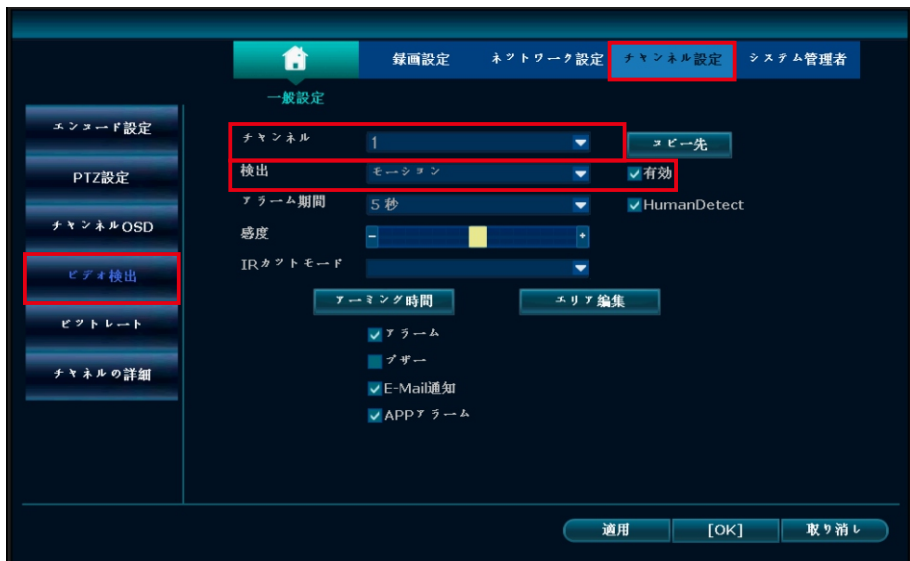 録画設定 ネットワーク設定 チャンネル設定 システム管理者
一般設定
エンコード設定
PTZ設定
チャンネルOSD
ビデオ検出
ビットレート
チャネルの詳細
チャンネル 1 コピー先
検出 モーション 有効
アラーム期間 5 秒 HumanDetect
感度 - +
IRカットモード
アーミング時間 エリア編集
アラーム
ブザー
E-Mail通知
APPアラーム
適用 [OK] 取り消し